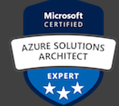 Microsoft
CERTIFIED
AZURE SOLUTIONS
ARCHITECT
EXPERT